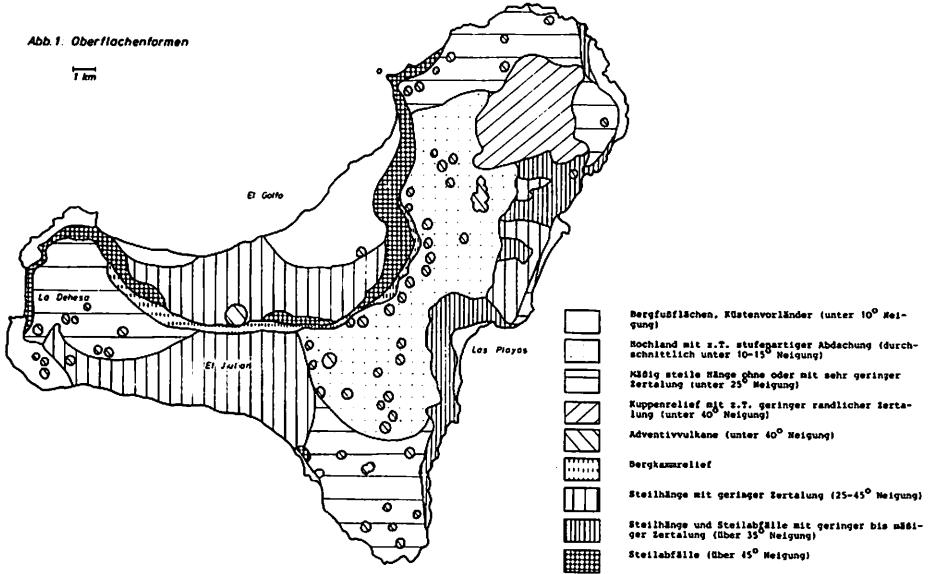 Abb.1. Oberflachenformen
1 km
El Golfo
La Dehesa
El Julian
Las Playas
Bergfußflächen, Küstenvorländer (unter 10° Nei-
gung)
Hochland mit z.T. stufenartiger Abdachung (durch-
schnittlich unter 10-15° Neigung)
Mäßig steile Hänge ohne oder mit sehr geringer
Zertalung (unter 25° Neigung)
Kuppenrelief mit z.T. geringer randlicher Zerta-
lung (unter 40° Neigung)
Adventivvulkane (unter 40° Neigung)
Bergkammrelief
Steilhänge mit geringer Zertalung (25-45° Neigung)
Steilhänge und Steilabfälle mit geringer bis mäßi-
ger Zertalung (über 35° Neigung)
Steilabfälle (über 45° Neigung)